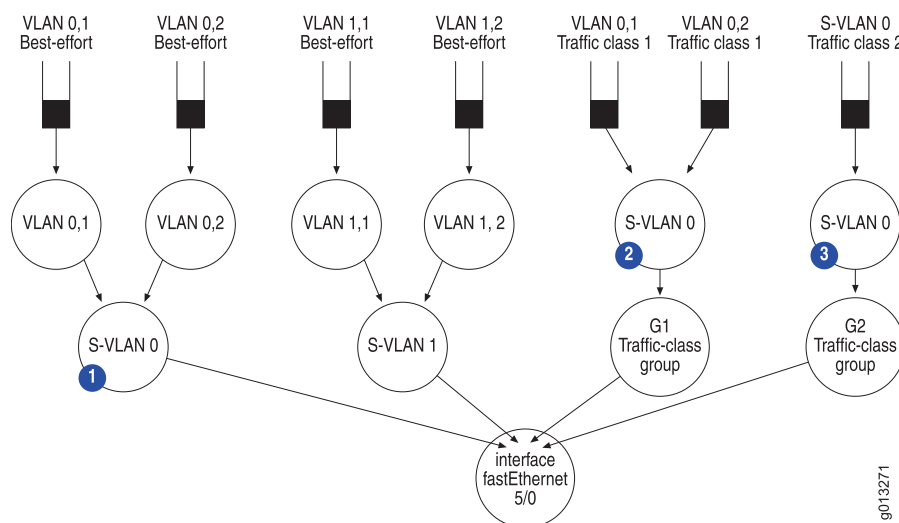 VLAN 0,1
Best-effort
VLAN 0,2
Best-effort
VLAN 1,1
Best-effort
VLAN 1,2
Best-effort
VLAN 0,1
Traffic class 1
VLAN 0,2
Traffic class 1
S-VLAN 0
Traffic class 2
VLAN 0,1
VLAN 0,2
VLAN 1,1
VLAN 1, 2
S-VLAN 0
2
S-VLAN 0
3
S-VLAN 0
1
S-VLAN 1
G1
Traffic-class
group
G2
Traffic-class
group
interface
fastEthernet
5/0
g013271